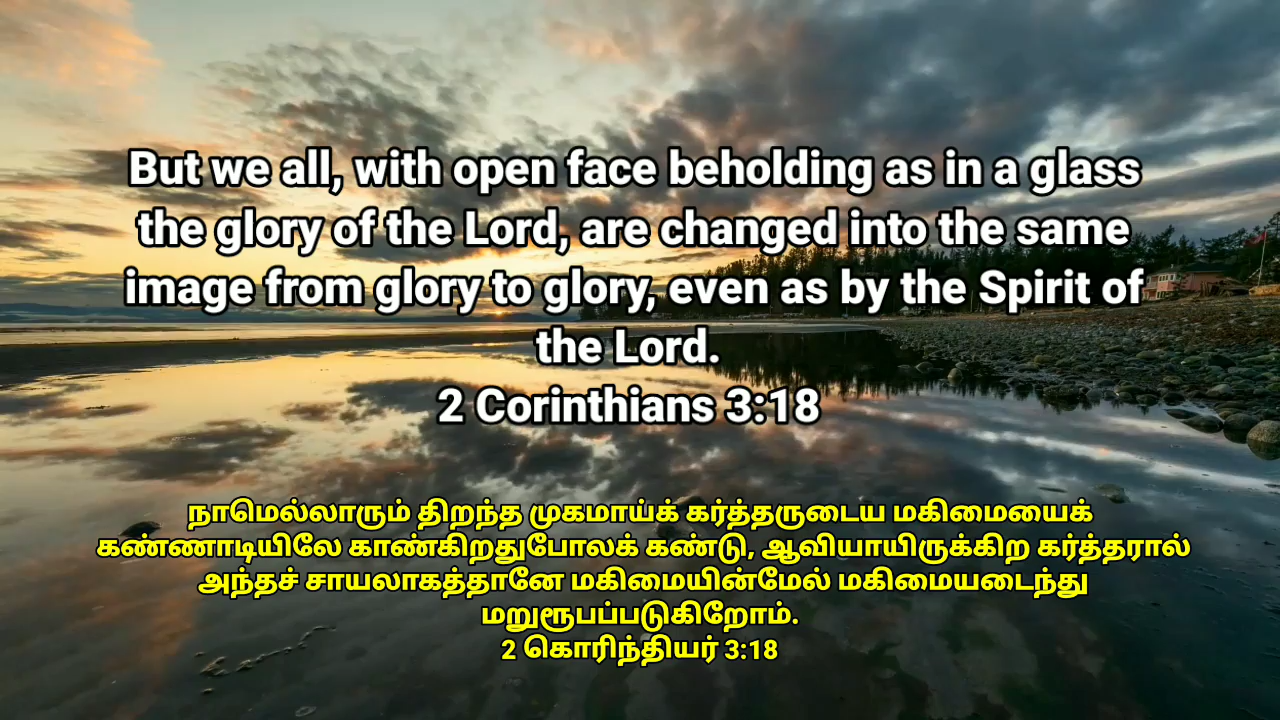 But we all, with open face beholding as in a glass
the glory of the Lord, are changed into the same
image from glory to glory, even as by the Spirit of
the Lord.
2 Corinthians 3:18
நாமெல்லாரும் திறந்த முகமாய்க் கர்த்தருடைய மகிமையைக்
கண்ணாடியிலே காண்கிறதுபோலக் கண்டு, ஆவியாயிருக்கிற கர்த்தரால்
அந்தச் சாயலாகத்தானே மகிமையின்மேல் மகிமையடைந்து
மறுரூபப்படுகிறோம்.
2 கொரிந்தியர் 3:18